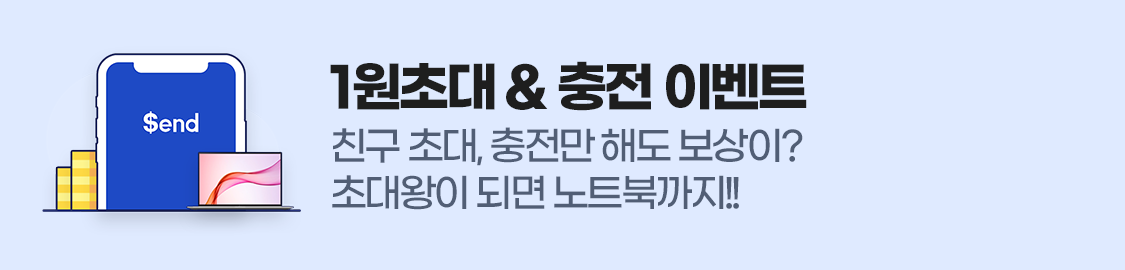 $end
1원초대 & 충전 이벤트
친구 초대, 충전만 해도 보상이?
초대왕이 되면 노트북까지!!